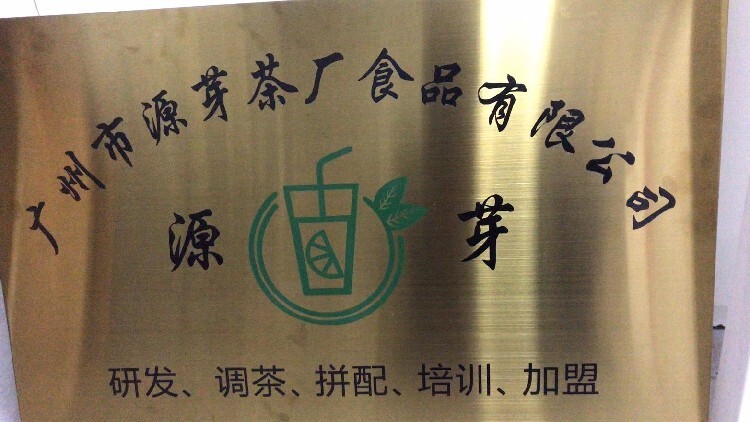 广州市源芽茶厂食品有限公司
源 芽
研发、调茶、拼配、培训、加盟